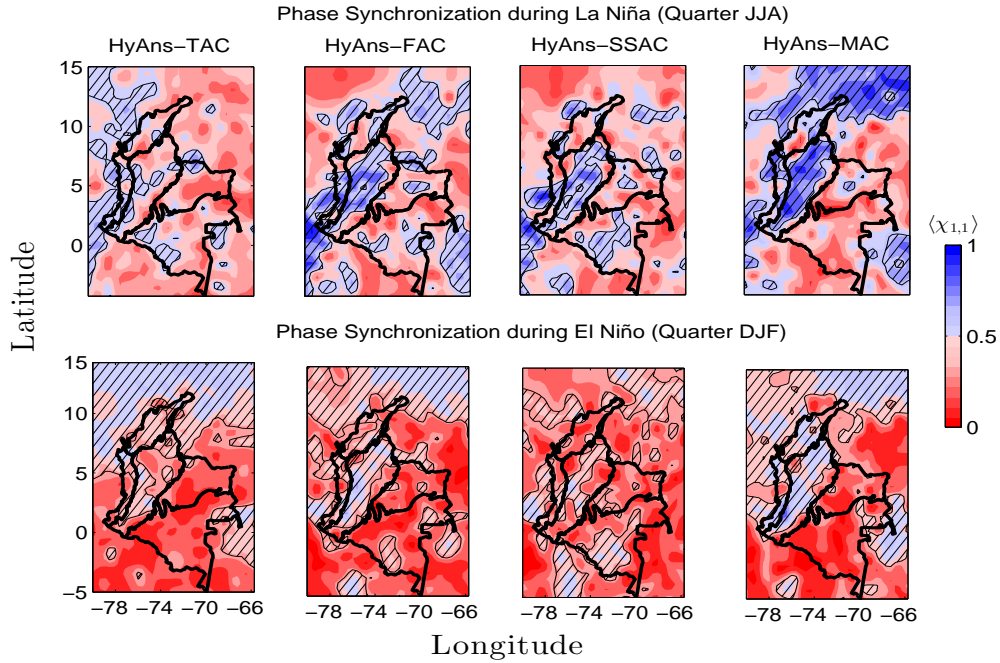 Phase Synchronization during La Niña (Quarter JJA)
HyAns−TAC HyAns−FAC HyAns−SSAC HyAns−MAC
15
10
5
0
Latitude
⟨χ1,1⟩
1
0.5
0
Phase Synchronization during El Niño (Quarter DJF)
15
10
5
0
−5
−78 −74 −70 −66 −78 −74 −70 −66 −78 −74 −70 −66 −78 −74 −70 −66
Longitude